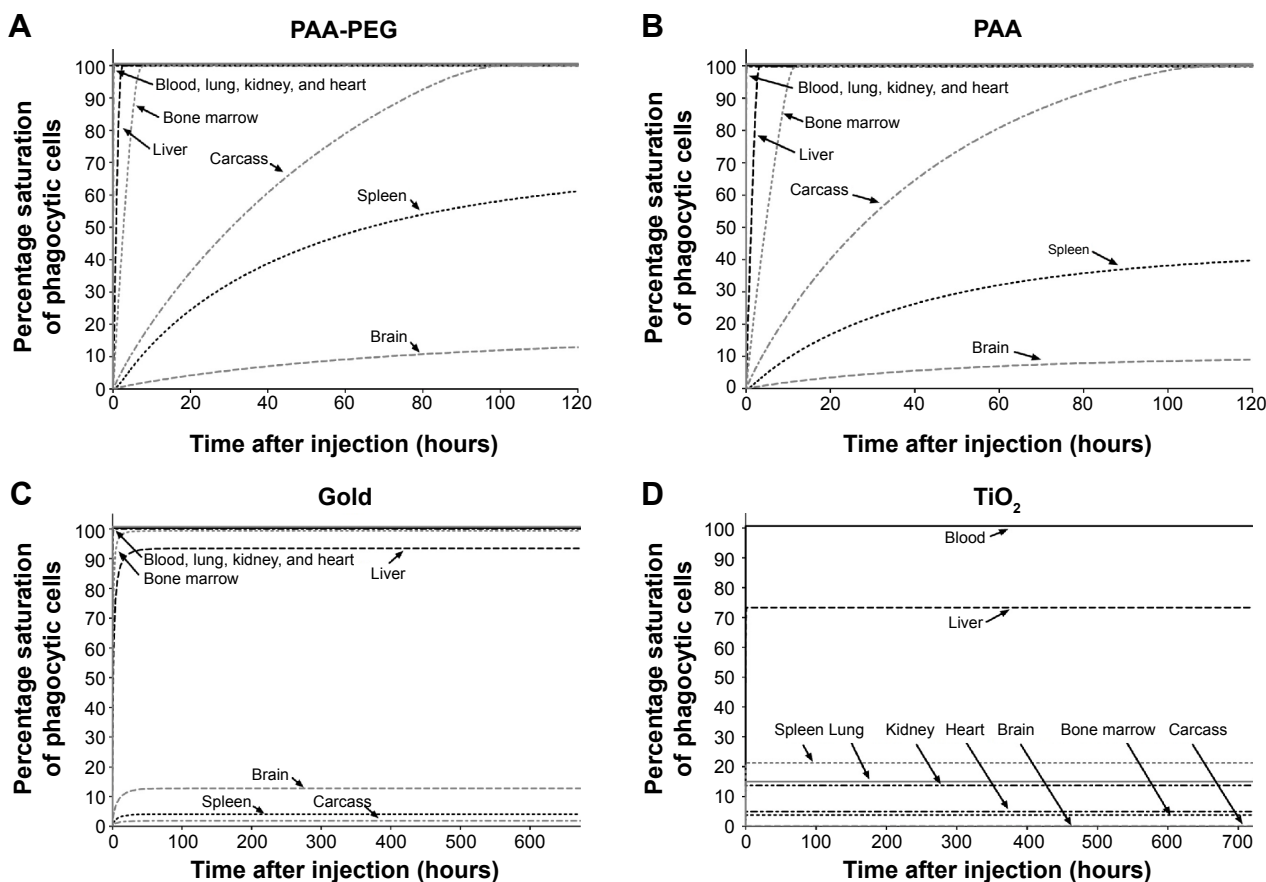 A
PAA-PEG
Percentage saturation
of phagocytic cells
100
90
80
70
60
50
40
30
20
10
0
Blood, lung, kidney, and heart
Bone marrow
Liver
Carcass
Spleen
Brain
0 20 40 60 80 100 120
Time after injection (hours)
B
PAA
Percentage saturation
of phagocytic cells
100
90
80
70
60
50
40
30
20
10
0
Blood, lung, kidney, and heart
Bone marrow
Liver
Carcass
Spleen
Brain
0 20 40 60 80 100 120
Time after injection (hours)
C
Gold
Percentage saturation
of phagocytic cells
100
90
80
70
60
50
40
30
20
10
0
Blood, lung, kidney, and heart
Bone marrow
Liver
Brain
Spleen Carcass
0 100 200 300 400 500 600
Time after injection (hours)
D
TiO2
Percentage saturation
of phagocytic cells
100
90
80
70
60
50
40
30
20
10
0
Blood
Liver
Spleen Lung Kidney Heart Brain Bone marrow Carcass
0 100 200 300 400 500 600 700
Time after injection (hours)